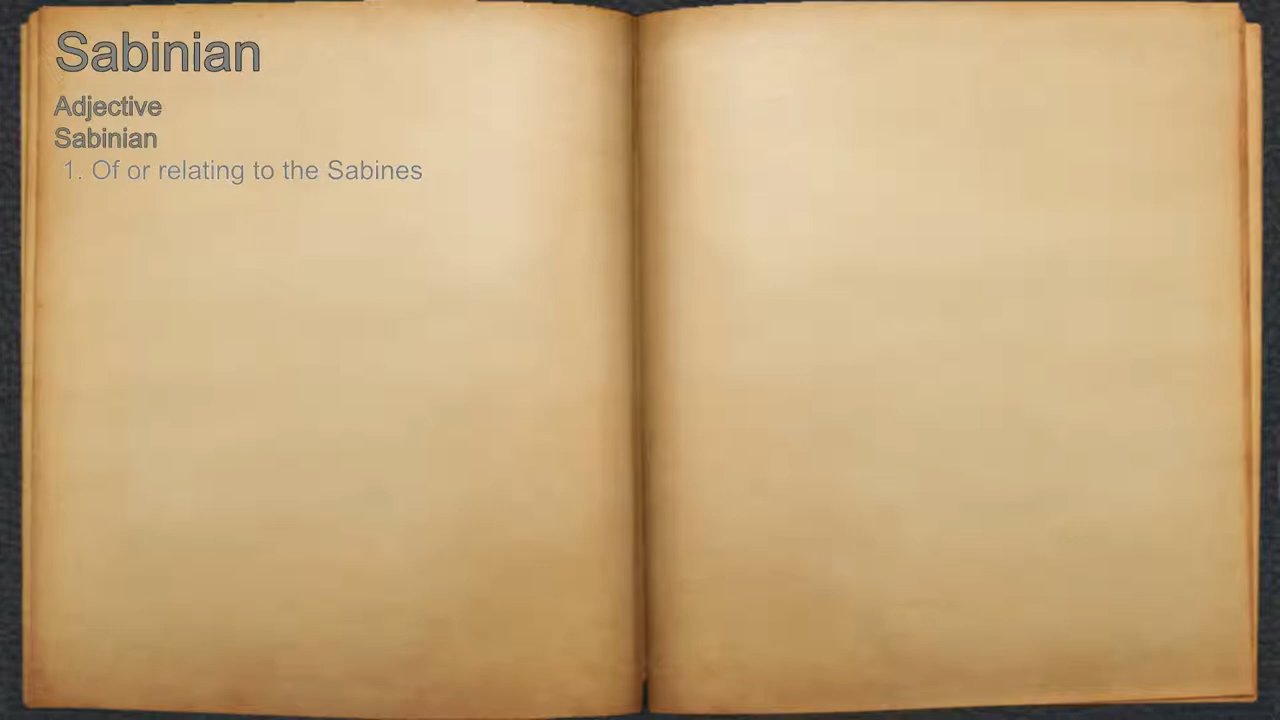 Sabinian
Adjective
Sabinian
1. Of or relating to the Sabines